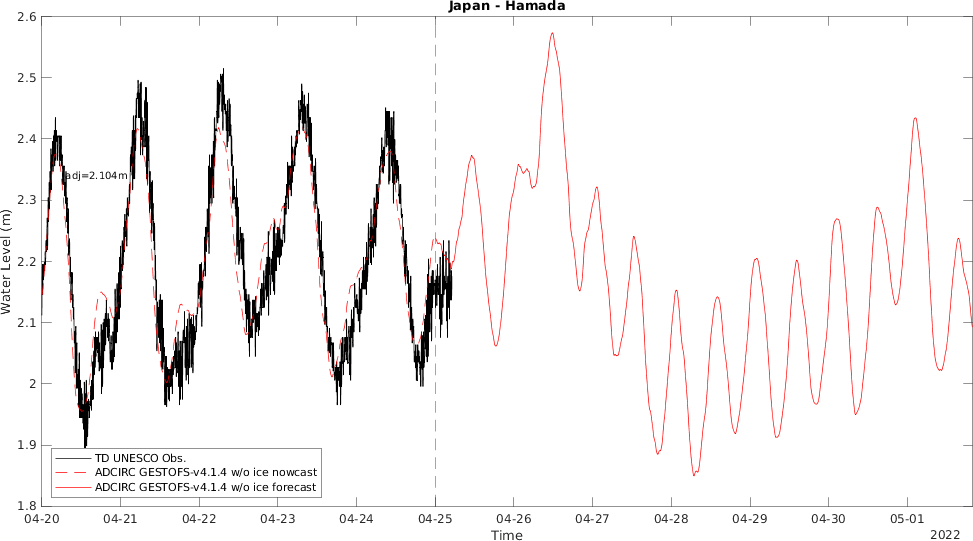 Japan - Hamada
2.6
2.5
2.4
2.3
2.2
2.1
2
1.9
1.8
Water Level (m)
adj=2.104m
TD UNESCO Obs.
ADCIRC GESTOFS-v4.1.4 w/o ice nowcast
ADCIRC GESTOFS-v4.1.4 w/o ice forecast
04-20 04-21 04-22 04-23 04-24 04-25 04-26 04-27 04-28 04-29 04-30 05-01
Time
2022